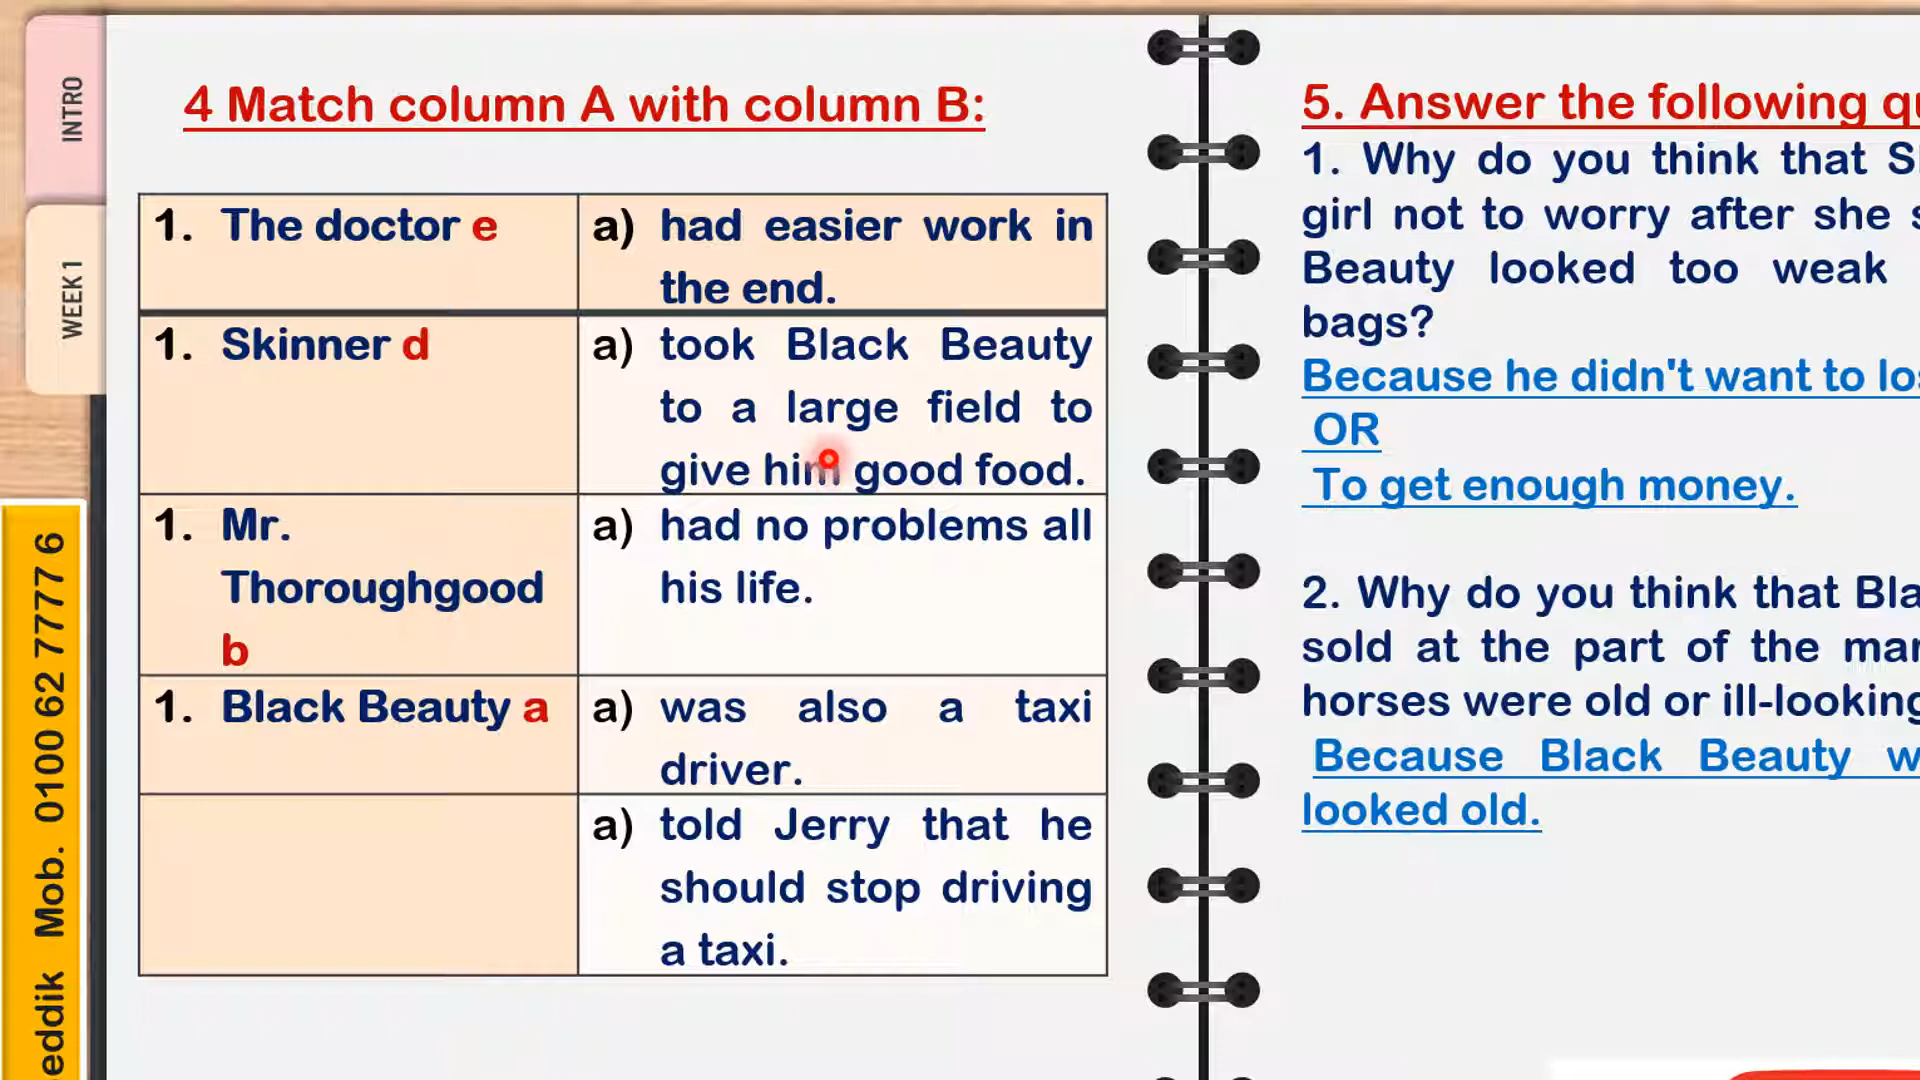 INTRO
WEEK 1
eddik Mob. 0100 62 7777 6
4 Match column A with column B:
1. The doctor e
a) had easier work in
the end.
1. Skinner d
a) took Black Beauty
to a large field to
give him good food.
1. Mr.
Thoroughgood
b
a) had no problems all
his life.
1. Black Beauty a
a) was also a taxi
driver.
a) told Jerry that he
should stop driving
a taxi.
5. Answer the following
1. Why do you think that
girl not to worry after she
Beauty looked too weak
bags?
Because he didn't want to
OR
To get enough money.
2. Why do you think that
sold at the part of the
horses were old or ill-looking
Because Black Beauty
looked old.